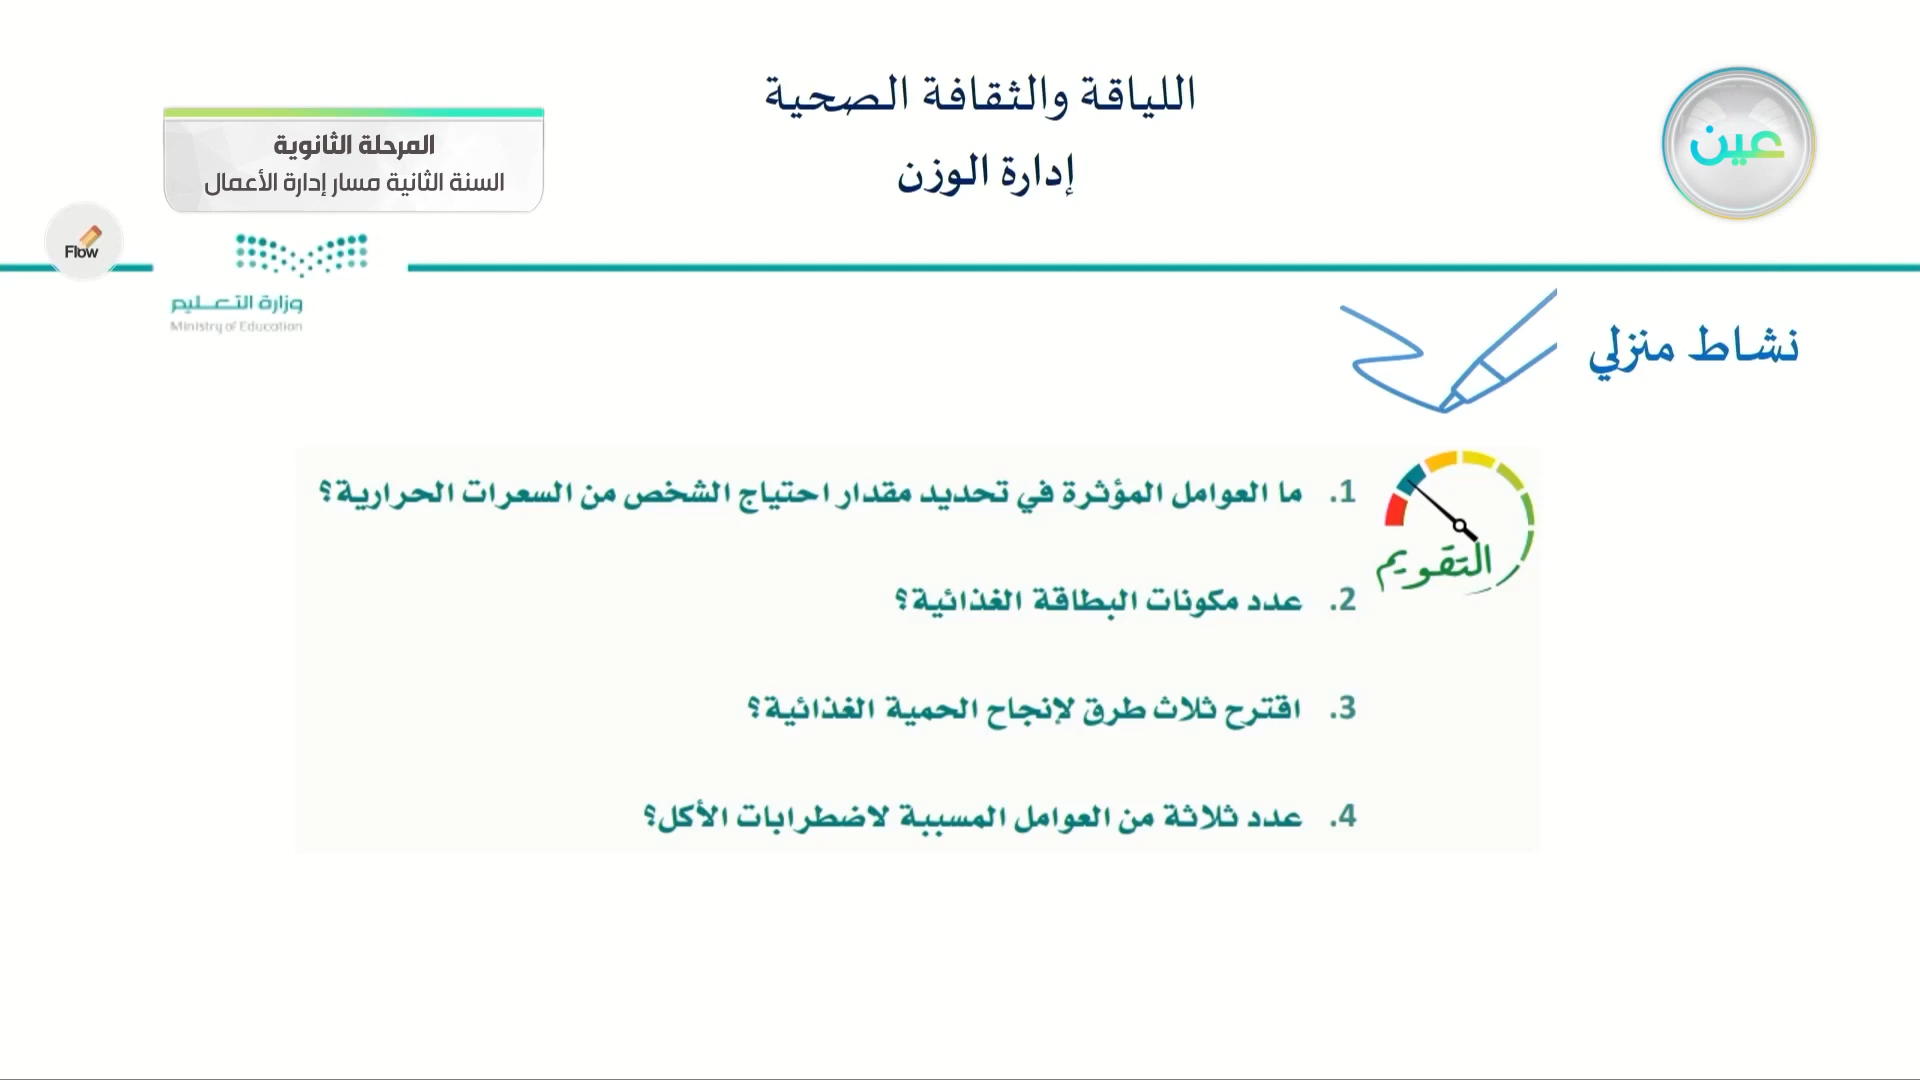 اللياقة والثقافة الصحية
إدارة الوزن
عين
المرحلة الثانوية
السنة الثانية مسار إدارة الأعمال
Flow
وزارة التعليم
Ministry of Education
نشاط منزلي
التقويم
1. ما العوامل المؤثرة في تحديد مقدار احتياج الشخص من السعرات الحرارية؟
2. عدد مكونات البطاقة الغذائية؟
3. اقترح ثلاث طرق لإنجاح الحمية الغذائية؟
4. عدد ثلاثة من العوامل المسببة لاضطرابات الأكل؟